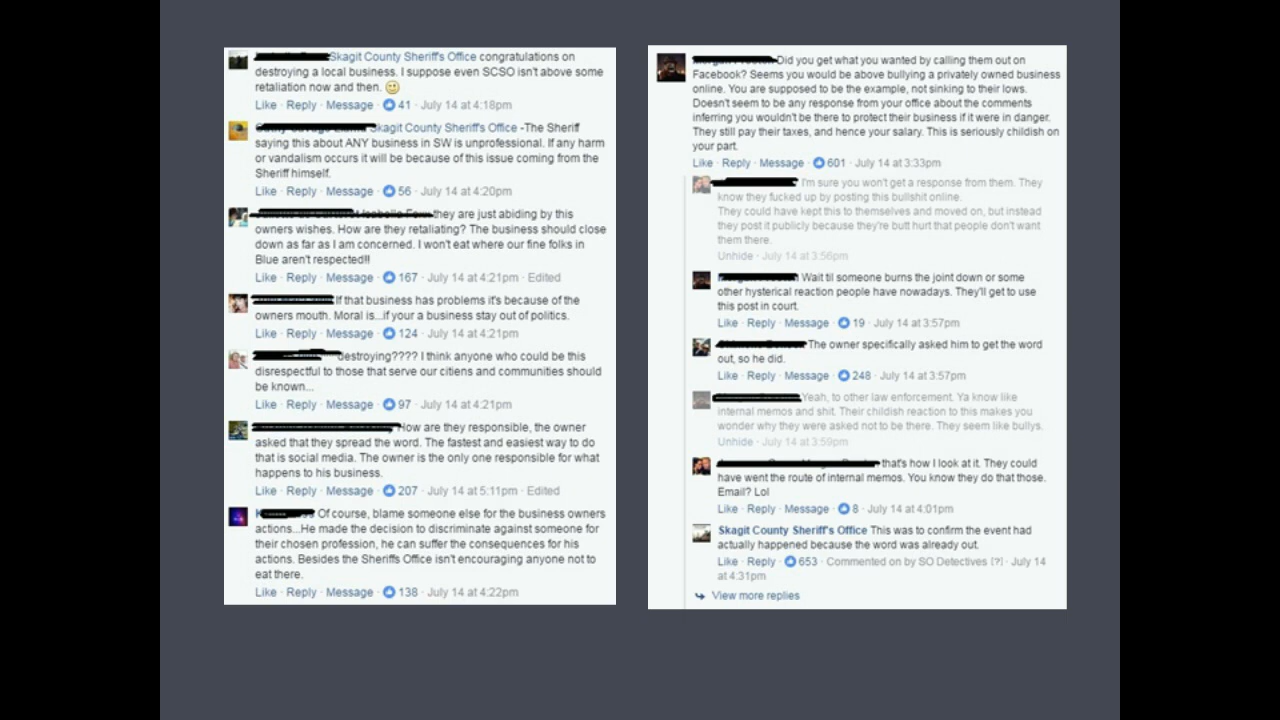 Skagit County Sheriff's Office congratulations on
destroying a local business. I suppose even SCSO isn't above some
retaliation now and then.
Like · Reply · Message · 41 · July 14 at 4:18pm
Skagit County Sheriff's Office -The Sheriff
saying this about ANY business in SW is unprofessional. If any harm
or vandalism occurs it will be because of this issue coming from the
Sheriff himself.
Like · Reply · Message · 56 · July 14 at 4:20pm
they are just abiding by this
owners wishes. How are they retaliating? The business should close
down as far as I am concerned. I won't eat where our fine folks in
Blue aren't respected!!
Like · Reply · Message · 167 · July 14 at 4:21pm · Edited
If that business has problems it's because of the
owners mouth. Moral is...if your a business stay out of politics.
Like · Reply · Message · 124 · July 14 at 4:21pm
destroying???? I think anyone who could be this
disrespectful to those that serve our citiens and communities should
be known...
Like · Reply · Message · 97 · July 14 at 4:21pm
How are they responsible, the owner
asked that they spread the word. The fastest and easiest way to do
that is social media. The owner is the only one responsible for what
happens to his business.
Like · Reply · Message · 207 · July 14 at 5:11pm · Edited
Of course, blame someone else for the business owners
actions...He made the decision to discriminate against someone for
their chosen profession, he can suffer the consequences for his
actions. Besides the Sheriffs Office isn't encouraging anyone not to
eat there.
Like · Reply · Message · 138 · July 14 at 4:22pm
Did you get what you wanted by calling them out on
Facebook? Seems you would be above bullying a privately owned business
online. You are supposed to be the example, not sinking to their lows.
Doesn't seem to be any response from your office about the comments
inferring you wouldn't be there to protect their business if it were in danger.
They still pay their taxes, and hence your salary. This is seriously childish on
your part.
Like · Reply · Message · 601 · July 14 at 3:33pm
I'm sure you won't get a response from them. They
know they fucked up by posting this bullshit online.
They could have kept this to themselves and moved on, but instead
they post it publicly because they're butt hurt that people don't want
them there.
Unhide · July 14 at 3:56pm
Wait til someone burns the joint down or some
other hysterical reaction people have nowadays. They'll get to use
this post in court.
Like · Reply · Message · 19 · July 14 at 3:57pm
The owner specifically asked him to get the word
out, so he did.
Like · Reply · Message · 248 · July 14 at 3:57pm
Yeah, to other law enforcement. Ya know like
internal memos and shit. Their childish reaction to this makes you
wonder why they were asked not to be there. They seem like bullys.
Unhide · July 14 at 3:59pm
that's how I look at it. They could
have went the route of internal memos. You know they do that those.
Email? Lol
Like · Reply · Message · 8 · July 14 at 4:01pm
Skagit County Sheriff's Office This was to confirm the event had
actually happened because the word was already out.
Like · Reply · 653 · Commented on by SO Detectives [?] · July 14
at 4:31pm
View more replies